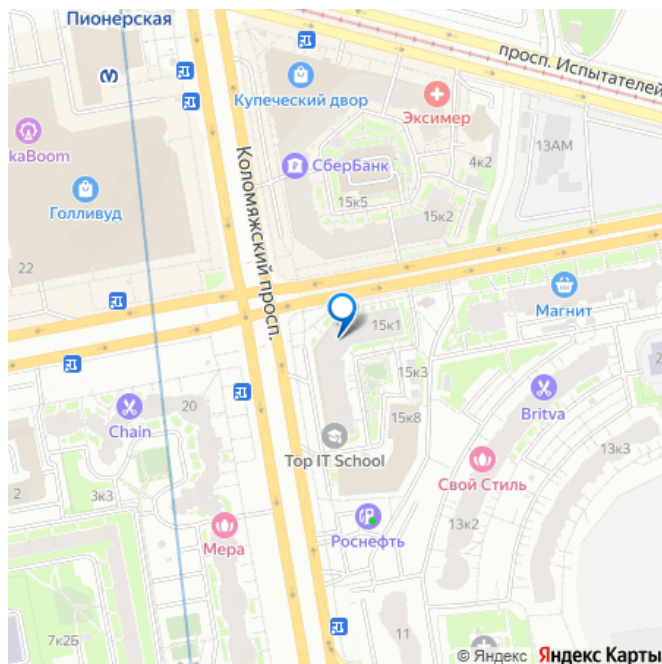 Пионерская
просп. Испытателей
Купеческий двор
Эксимер
kaBoom
13АМ
Коломяжский просп.
СберБанк
4к2
Голливуд
15к5
15к2
22
Магнит
15к1
15к3
Britva
20
Chain
15к8
Top IT School
13к3
2
3к3
Свой Стиль
Мера
Роснефть
13к2
7к2Б
11
© Яндекс Яндекс Карты